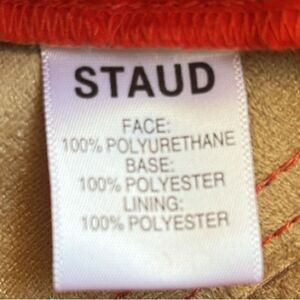 STAUD
FACE:
100% POLYURETHANE
BASE:
100% POLYESTER
LINING:
100% POLYESTER